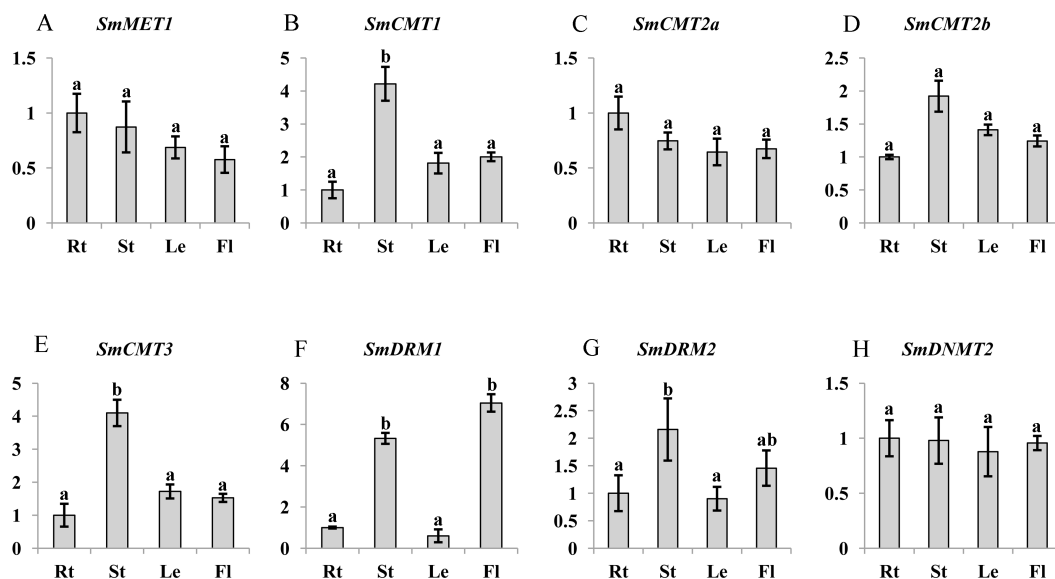 A SmMET1
B SmCMT1
C SmCMT2a
D SmCMT2b
1.5
1
0.5
0
a a a a
Rt St Le Fl
5
4
3
2
1
0
a b a a
Rt St Le Fl
1.5
1
0.5
0
a a a a
Rt St Le Fl
2.5
2
1.5
1
0.5
0
a a a a
Rt St Le Fl
E SmCMT3
F SmDRM1
G SmDRM2
H SmDNMT2
5
4
3
2
1
0
a b a a
Rt St Le Fl
8
6
4
2
0
a b a b
Rt St Le Fl
3
2.5
2
1.5
1
0.5
0
a b a ab
Rt St Le Fl
1.5
1
0.5
0
a a a a
Rt St Le Fl